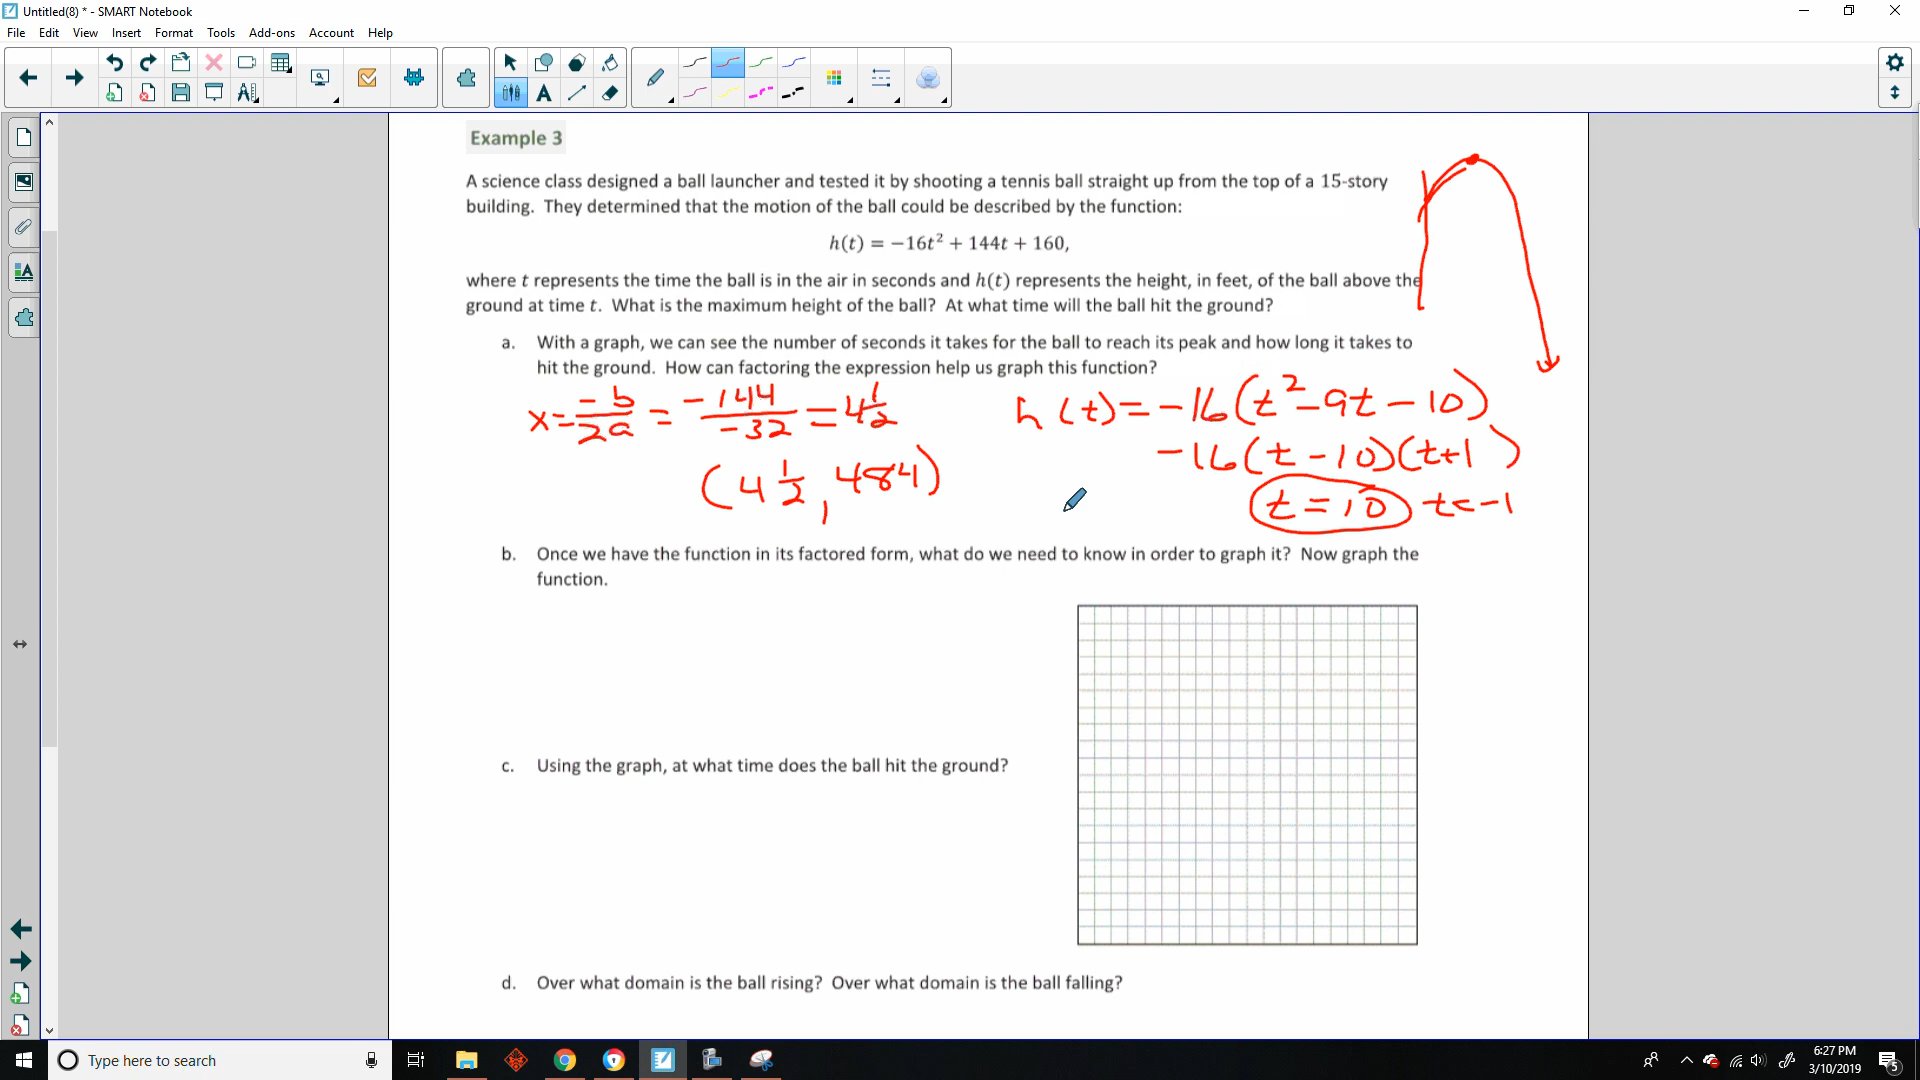 Untitled(8) * - SMART Notebook
File Edit View Insert Format Tools Add-ons Account Help
Example 3
A science class designed a ball launcher and tested it by shooting a tennis ball straight up from the top of a 15-story
building. They determined that the motion of the ball could be described by the function:
h(t) = −16t² + 144t + 160,
where t represents the time the ball is in the air in seconds and h(t) represents the height, in feet, of the ball above the
ground at time t. What is the maximum height of the ball? At what time will the ball hit the ground?
a. With a graph, we can see the number of seconds it takes for the ball to reach its peak and how long it takes to
hit the ground. How can factoring the expression help us graph this function?
x = -b/2a = -144/-32 = 4 1/2
(4 1/2, 484)
h(t) = -16(t² - 9t - 10)
-16(t - 10)(t+1)
t = 10 t = -1
b. Once we have the function in its factored form, what do we need to know in order to graph it? Now graph the
function.
c. Using the graph, at what time does the ball hit the ground?
d. Over what domain is the ball rising? Over what domain is the ball falling?
Type here to search
6:27 PM
3/10/2019
5